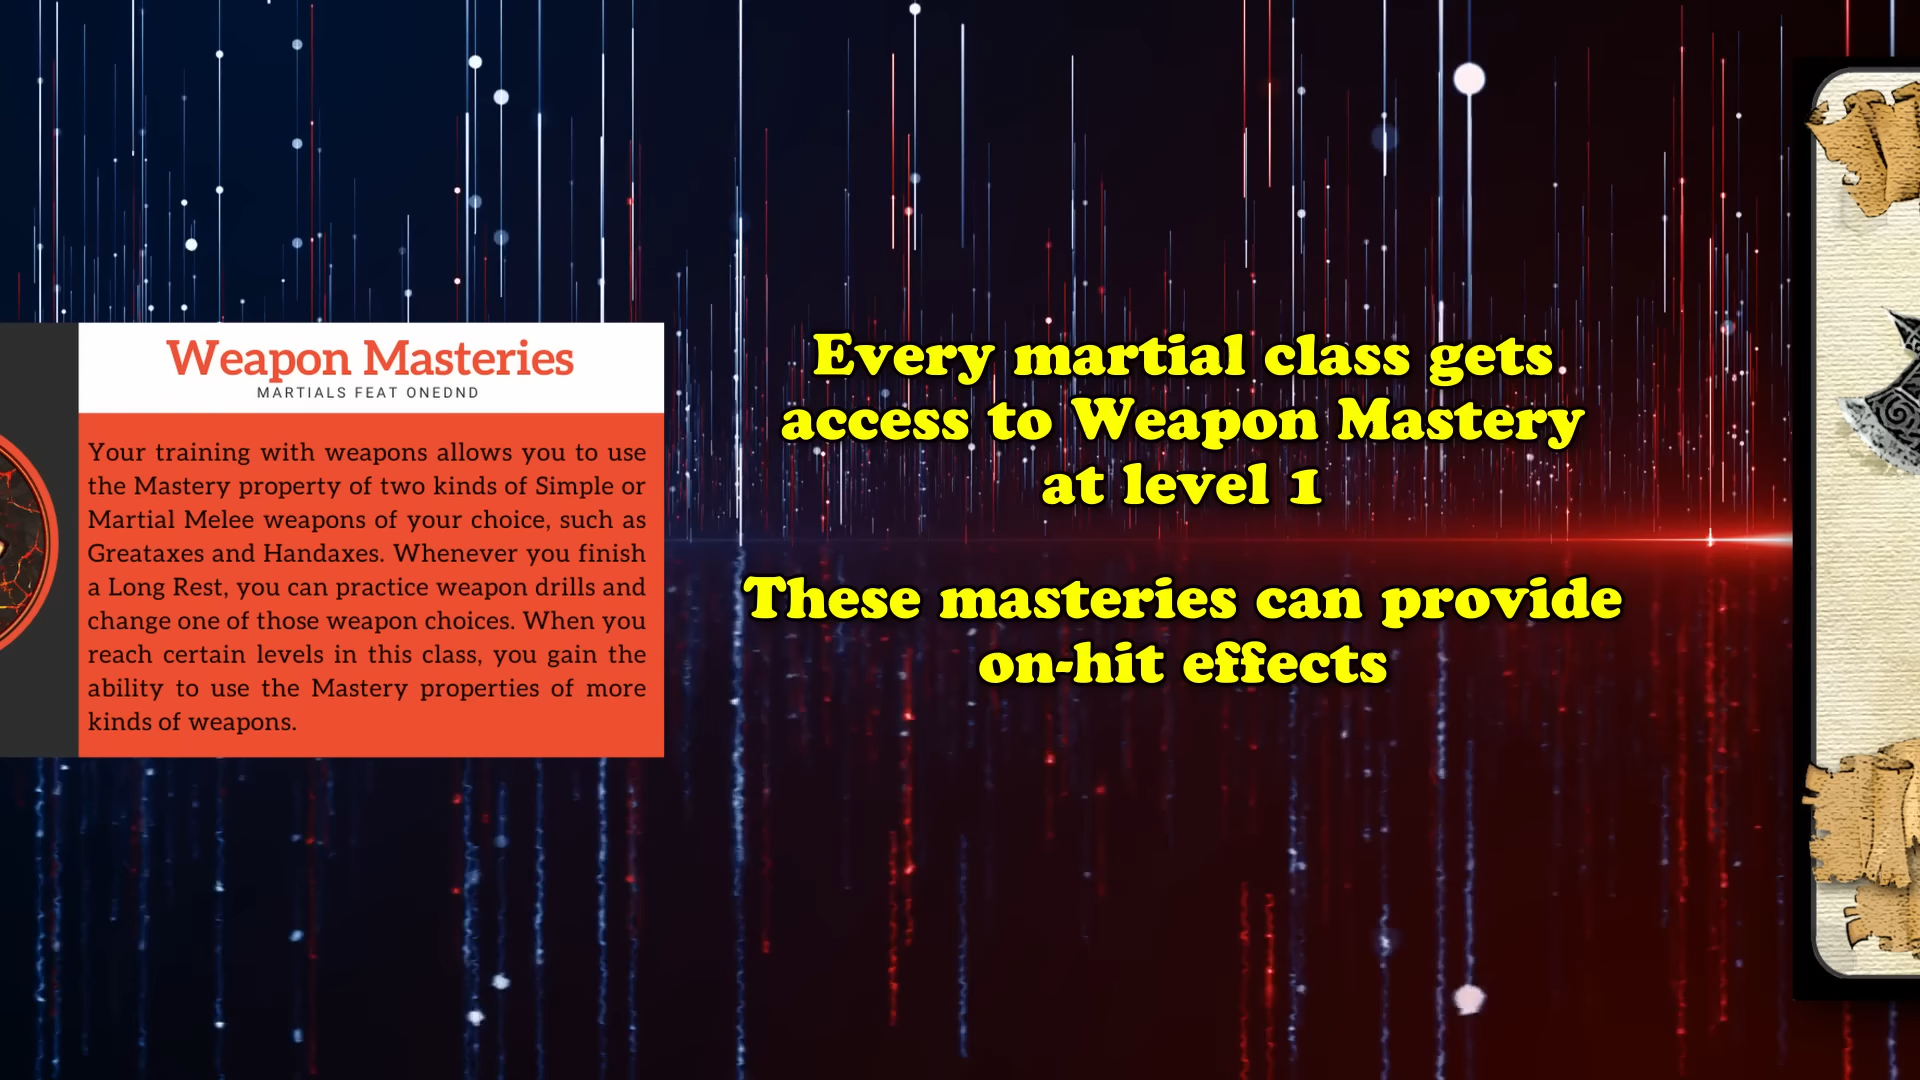 Weapon Masteries
MARTIALS FEAT ONEDND
Your training with weapons allows you to use
the Mastery property of two kinds of Simple or
Martial Melee weapons of your choice, such as
Greataxes and Handaxes. Whenever you finish
a Long Rest, you can practice weapon drills and
change one of those weapon choices. When you
reach certain levels in this class, you gain the
ability to use the Mastery properties of more
kinds of weapons.
Every martial class gets
access to Weapon Mastery
at level 1
These masteries can provide
on-hit effects